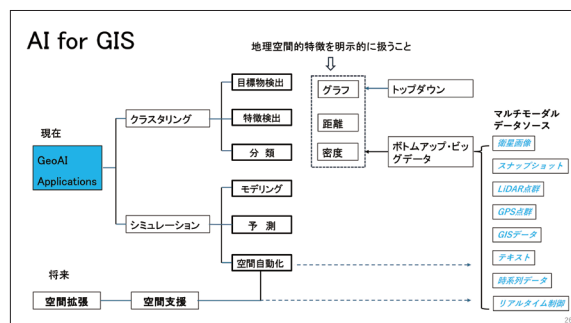 AI for GIS
地理空間的特徴を明示的に扱うこと
目標物検出
グラフ
トップダウン
クラスタリング
特徴検出
距離
マルチモーダル
データソース
現在
GeoAI
Applications
分 類
密度
ボトムアップ・ビッ
グデータ
衛星画像
スナップショット
LiDAR点群
GPS点群
GISデータ
テキスト
時系列データ
リアルタイム制御
モデリング
シミュレーション
予 測
空間自動化
将来
空間拡張
空間支援
26